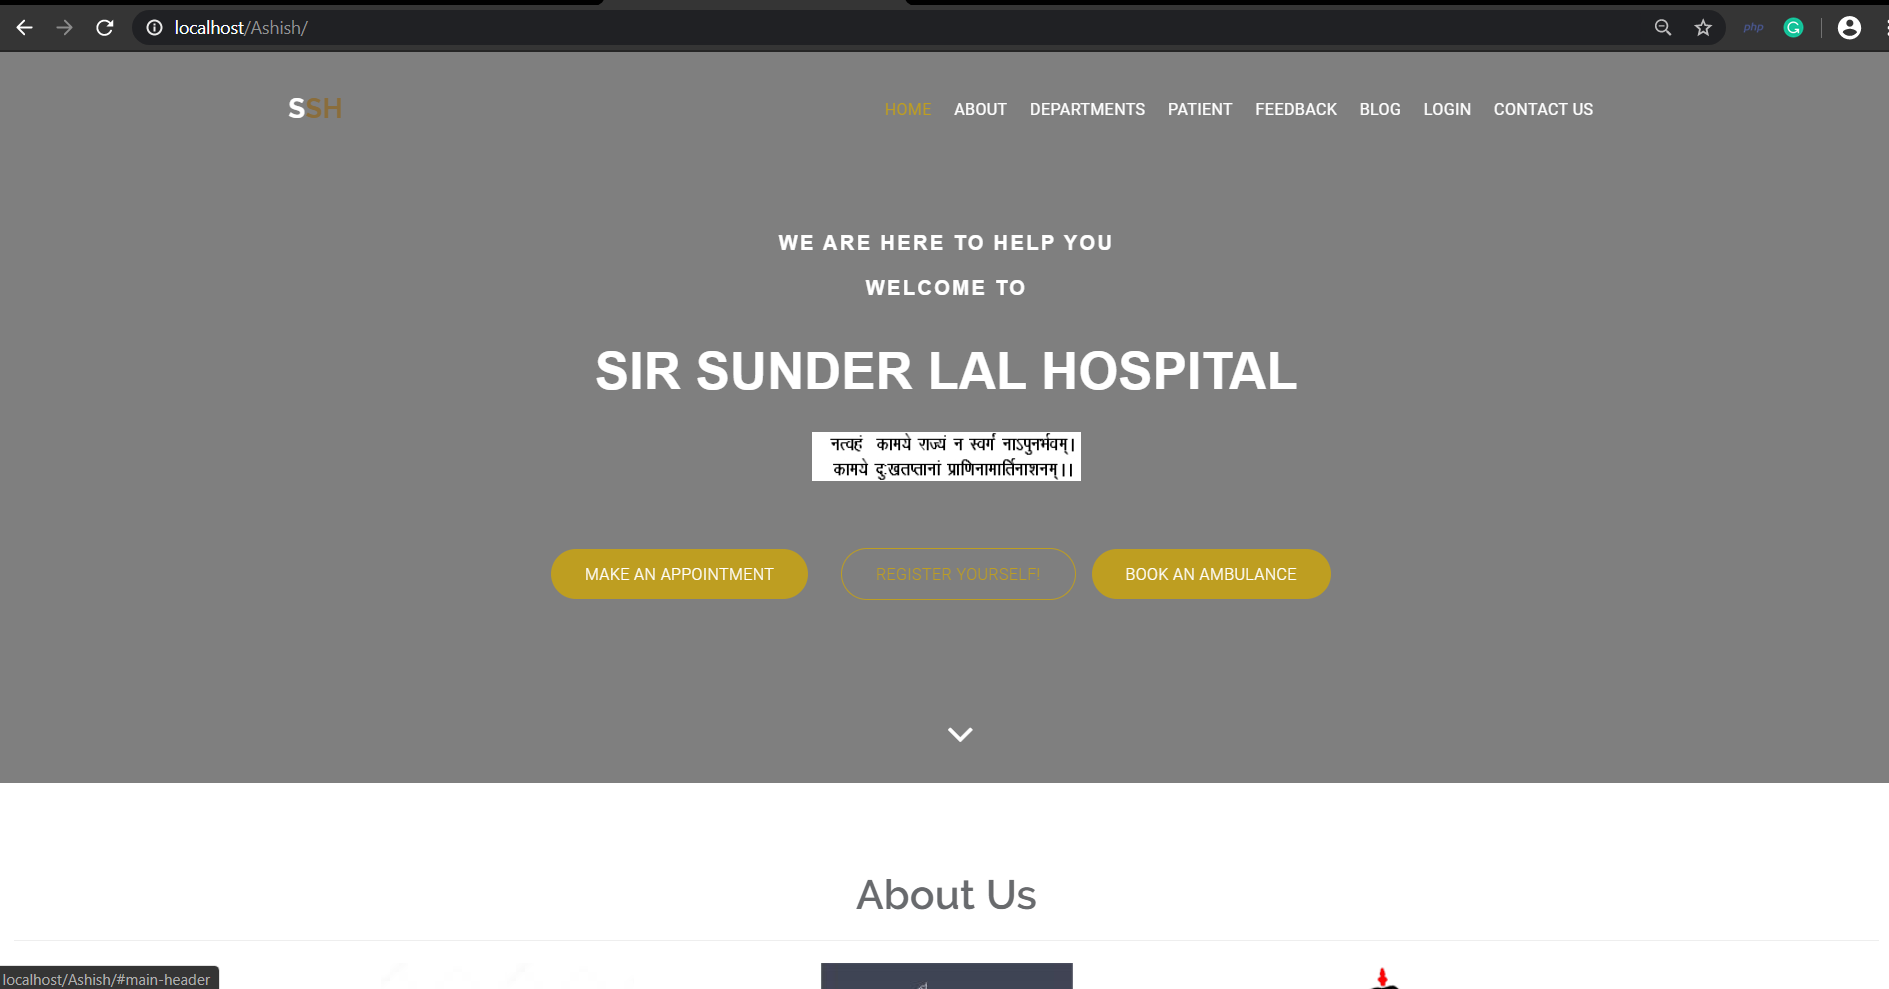 localhost/Ashish/
php
SSH
HOME ABOUT DEPARTMENTS PATIENT FEEDBACK BLOG LOGIN CONTACT US
WE ARE HERE TO HELP YOU
WELCOME TO
SIR SUNDER LAL HOSPITAL
नत्वहं कामये राज्यं न स्वर्गं नाऽपुनर्भवम्।
कामये दुःखतप्तानां प्राणिनामार्तिनाशनम्।।
MAKE AN APPOINTMENT REGISTER YOURSELF! BOOK AN AMBULANCE
About Us
localhost/Ashish/#main-header